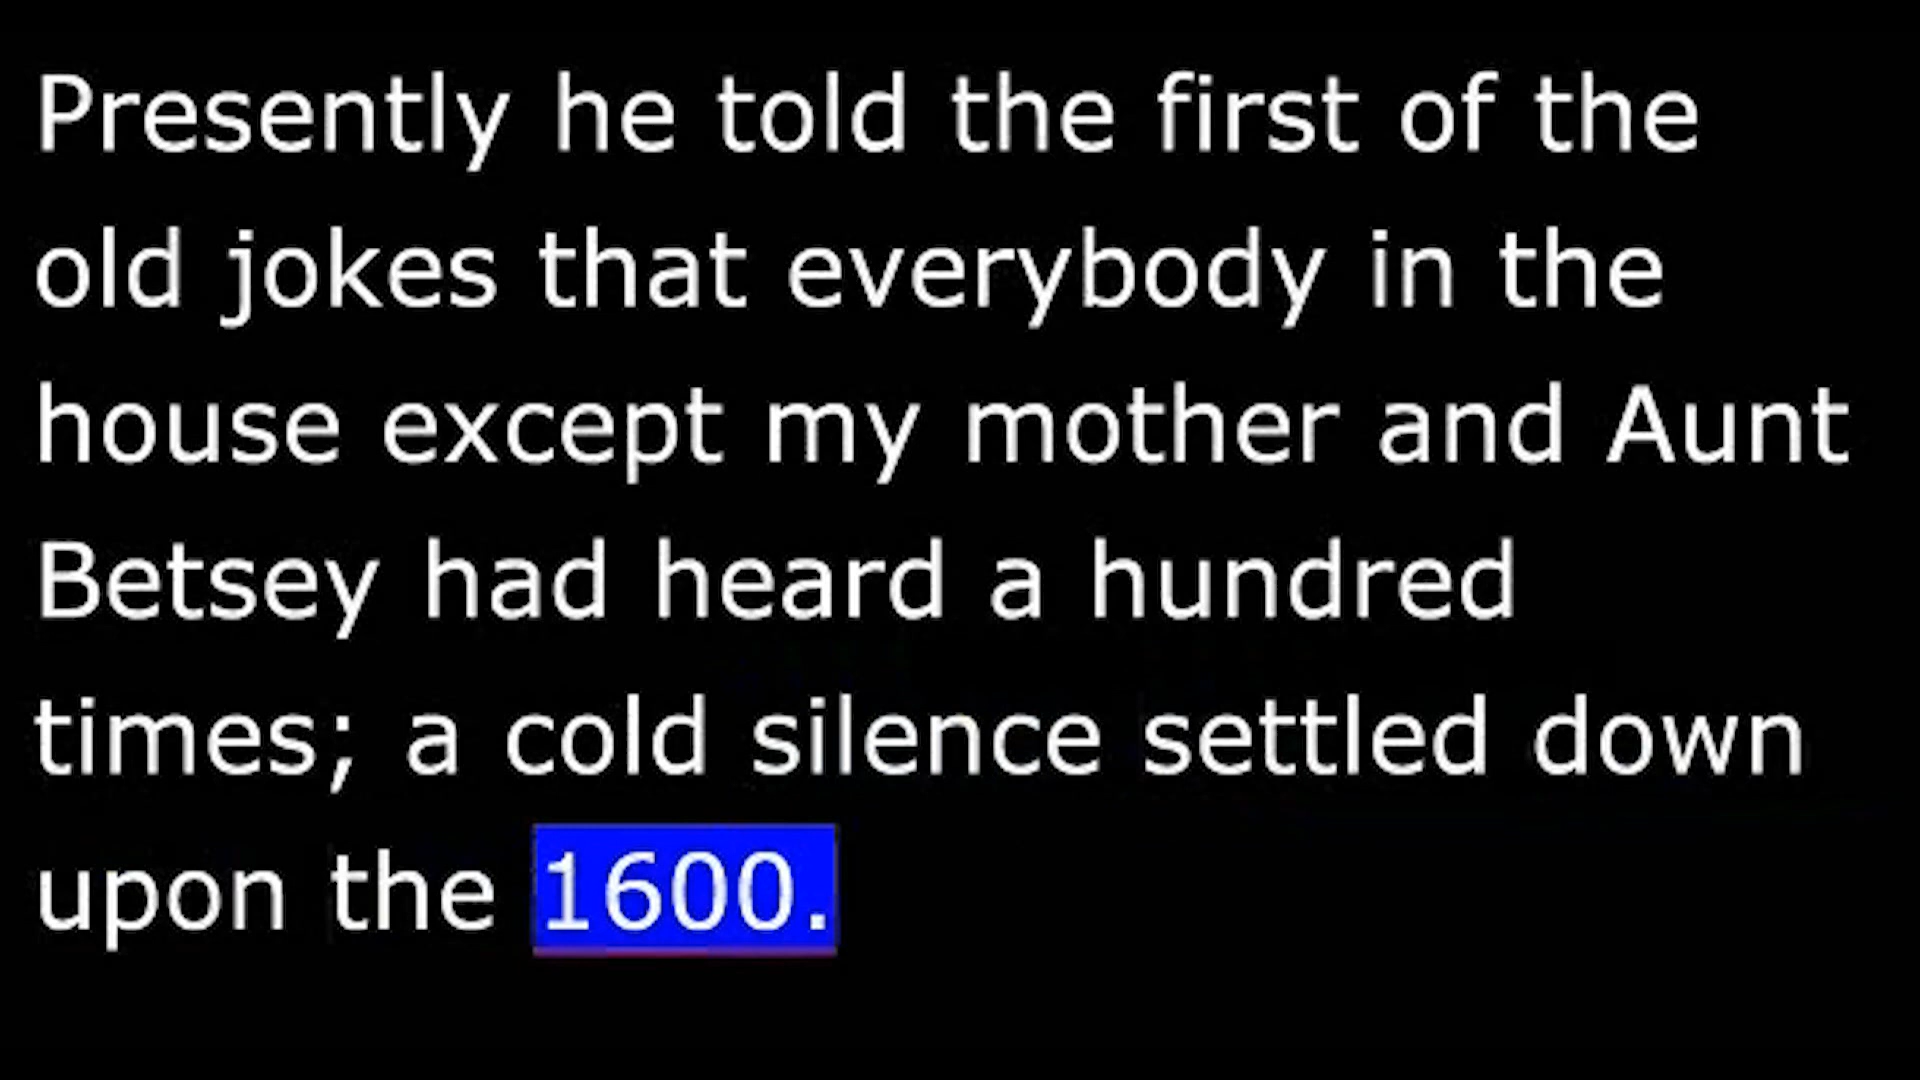 Presently he told the first of the
old jokes that everybody in the
house except my mother and Aunt
Betsey had heard a hundred
times; a cold silence settled down
upon the 1600.